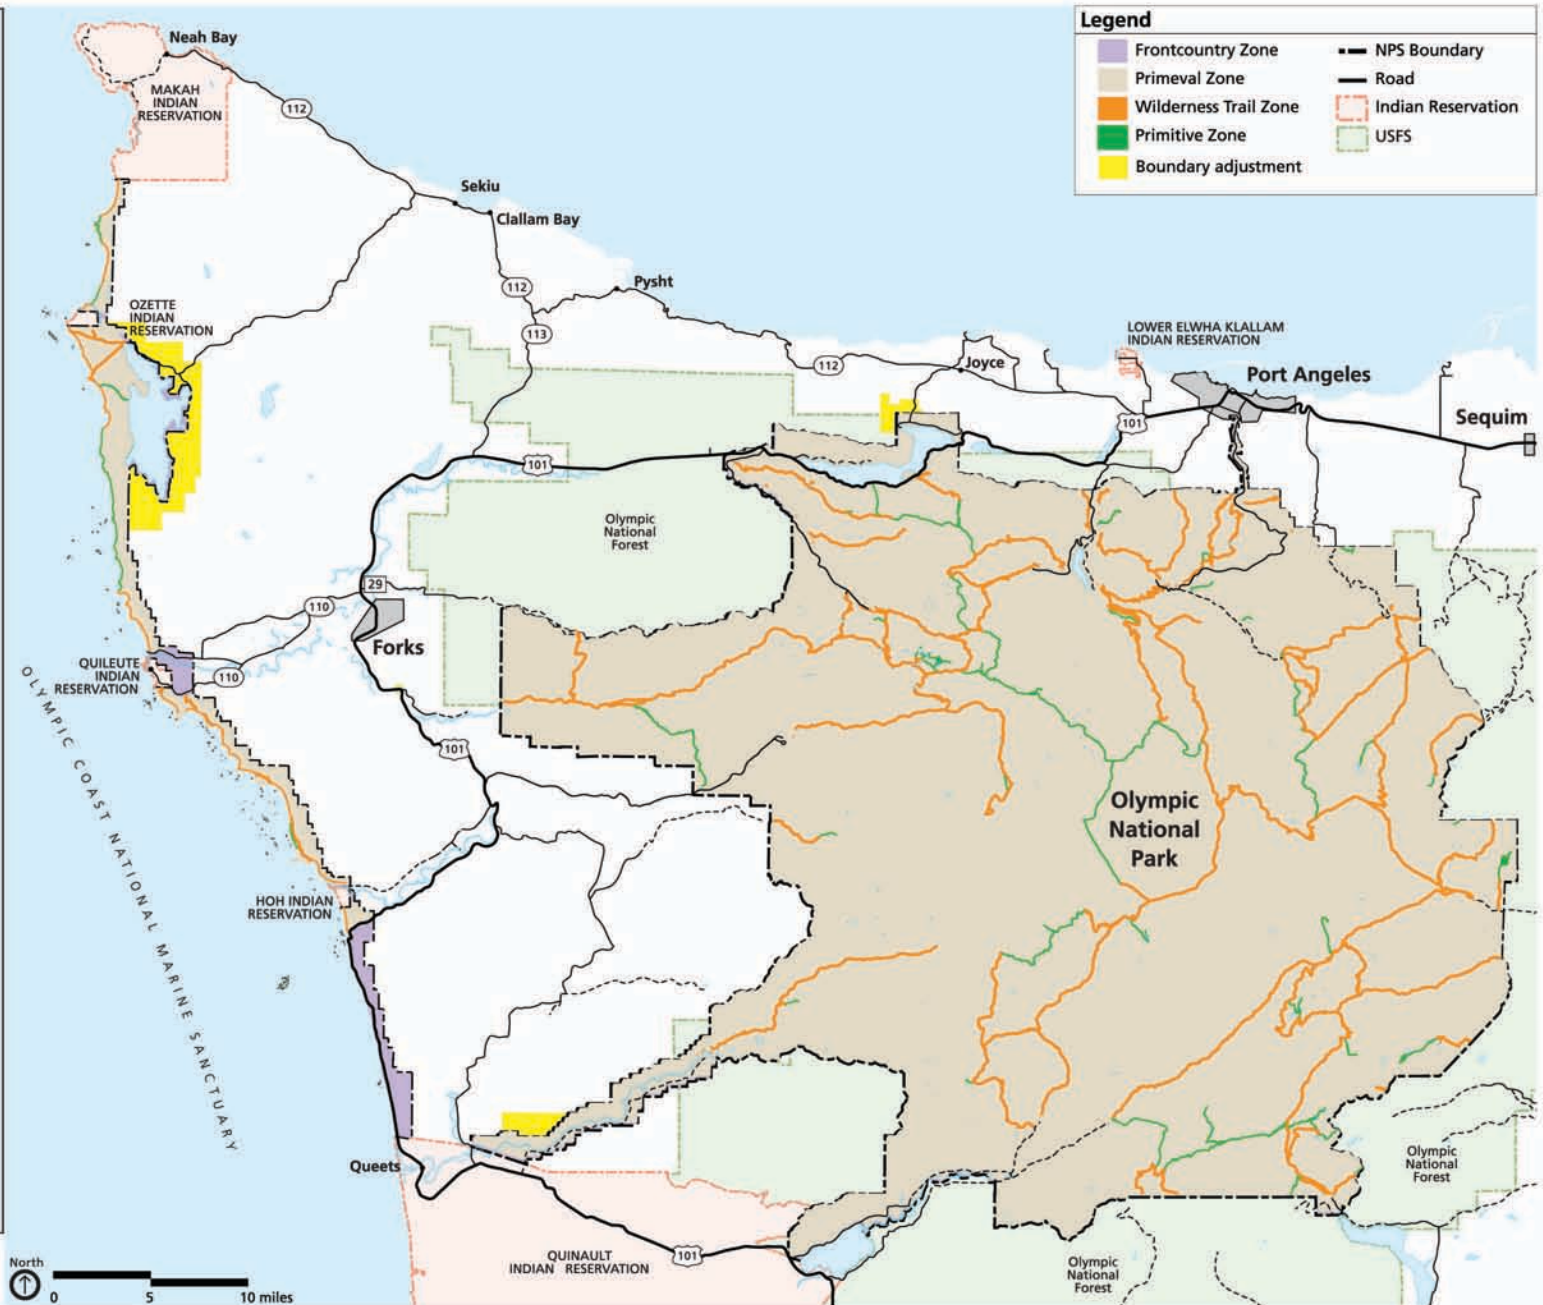 Legend
Frontcountry Zone
Primeval Zone
Wilderness Trail Zone
Primitive Zone
Boundary adjustment
NPS Boundary
Road
Indian Reservation
USFS
Neah Bay
MAKAH
INDIAN
RESERVATION
112
Sekiu
Clallam Bay
112
Pysht
113
OZETTE
INDIAN
RESERVATION
112
Joyce
LOWER ELWHA KLALLAM
INDIAN RESERVATION
Port Angeles
101
Sequim
101
Olympic
National
Forest
29
110
Forks
QUILEUTE
INDIAN
RESERVATION
110
101
OLYMPIC COAST NATIONAL MARINE SANCTUARY
Olympic
National
Park
HOH INDIAN
RESERVATION
Queets
Olympic
National
Forest
QUINAULT
INDIAN RESERVATION
101
Olympic
National
Forest
North
0 5 10 miles